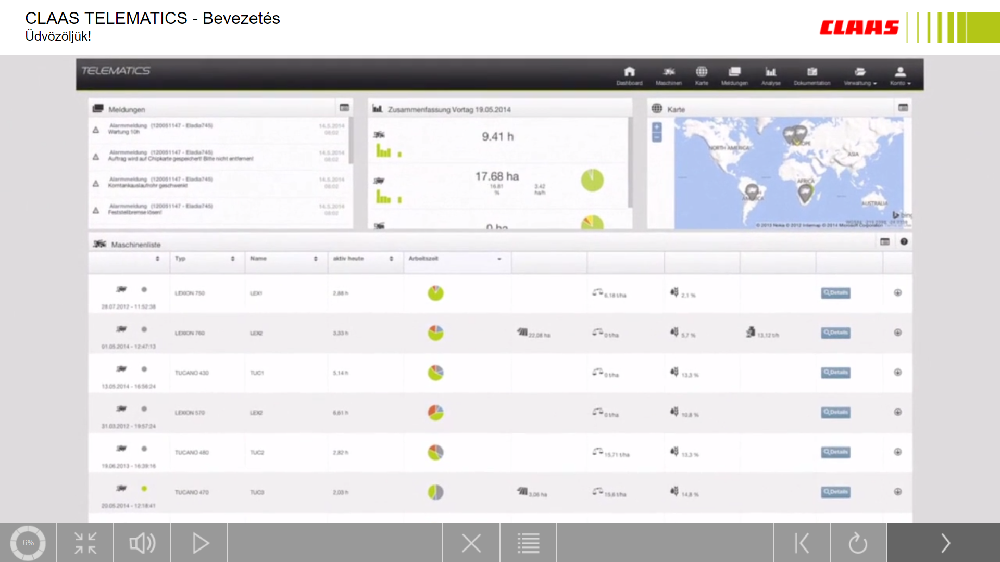 CLAAS TELEMATICS - Bevezetés
Üdvözöljük!
CLAAS
TELEMATICS
Dashboard Maschinen Karte Meldungen Analyse Dokumentation Verwaltung Konto
Meldungen
Alarmmeldung (120051147 - Eladia745) 14.5.2014
Wartung 10h 08:02
Alarmmeldung (120051147 - Eladia745) 14.5.2014
Auftrag wird auf Chipkarte gespeichert! Bitte nicht entfernen! 08:02
Alarmmeldung (120051147 - Eladia745) 14.5.2014
Korntankauslaufrohr geschwenkt 08:02
Alarmmeldung (120051147 - Eladia745) 14.5.2014
Feststellbremse lösen! 08:02
Zusammenfassung Vortag 19.05.2014
9.41 h
17.68 ha
16.81 3.42
% ha/h
0 ha
Karte
+
−
NORTH AMERICA
ASIA
AFRICA
AMERICA
AUSTRALIA
bing
© 2013 Nokia © 2012 Intermap © 2014 Microsoft Corporation
Maschinenliste
Typ Name aktiv heute Arbeitszeit
LEXION 750 LEX1 2,88 h 6,18 t/ha 2,1 % Details
28.07.2012 - 11:52:38
LEXION 760 LEX2 3,33 h 22,08 ha 0 t/ha 5,7 % 13,12 t/h Details
01.05.2014 - 12:47:13
TUCANO 430 TUC1 5,14 h 0 t/ha 13,3 % Details
13.05.2014 - 16:56:24
LEXION 570 LEX2 6,61 h 0 t/ha 10,8 % Details
31.03.2012 - 19:57:24
TUCANO 480 TUC2 2,82 h 15,71 t/ha 13,3 % Details
19.06.2013 - 16:39:16
TUCANO 470 TUC3 2,03 h 3,06 ha 15,6 t/ha 14,8 % Details
20.05.2014 - 12:18:41
6%